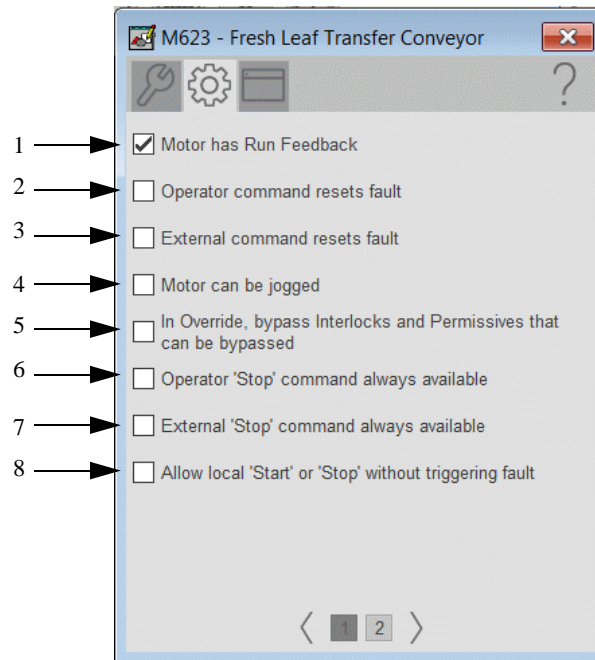 M623 - Fresh Leaf Transfer Conveyor
?
1 Motor has Run Feedback
2 Operator command resets fault
3 External command resets fault
4 Motor can be jogged
5 In Override, bypass Interlocks and Permissives that
can be bypassed
6 Operator 'Stop' command always available
7 External 'Stop' command always available
8 Allow local 'Start' or 'Stop' without triggering fault
1 2